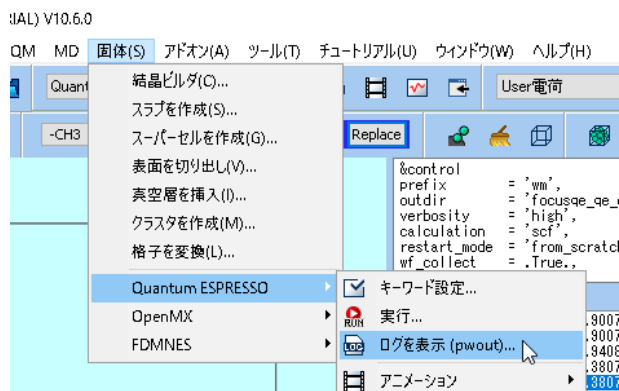 IAL) V10.6.0
QM MD 固体(S) アドオン(A) ツール(T) チュートリアル(U) ウインドウ(W) ヘルプ(H)
Quant
結晶ビルダ(C)...
User電荷
スラブを作成(S)...
-CH3
スーパーセルを作成(G)...
Replace
表面を切り出し(V)...
真空層を挿入(I)...
クラスタを作成(M)...
格子を変換(L)...
&control
prefix = 'wm',
outdir = 'focusqe_qe_
verbosity = 'high',
calculation = 'scf',
restart_mode = 'from_scratch
wf_collect = .True.,
Quantum ESPRESSO
キーワード設定...
OpenMX
RUN 実行...
.9007
FDMNES
LOG ログを表示 (pwout)...
.9007
.9408
.3807
アニメーション
.3807